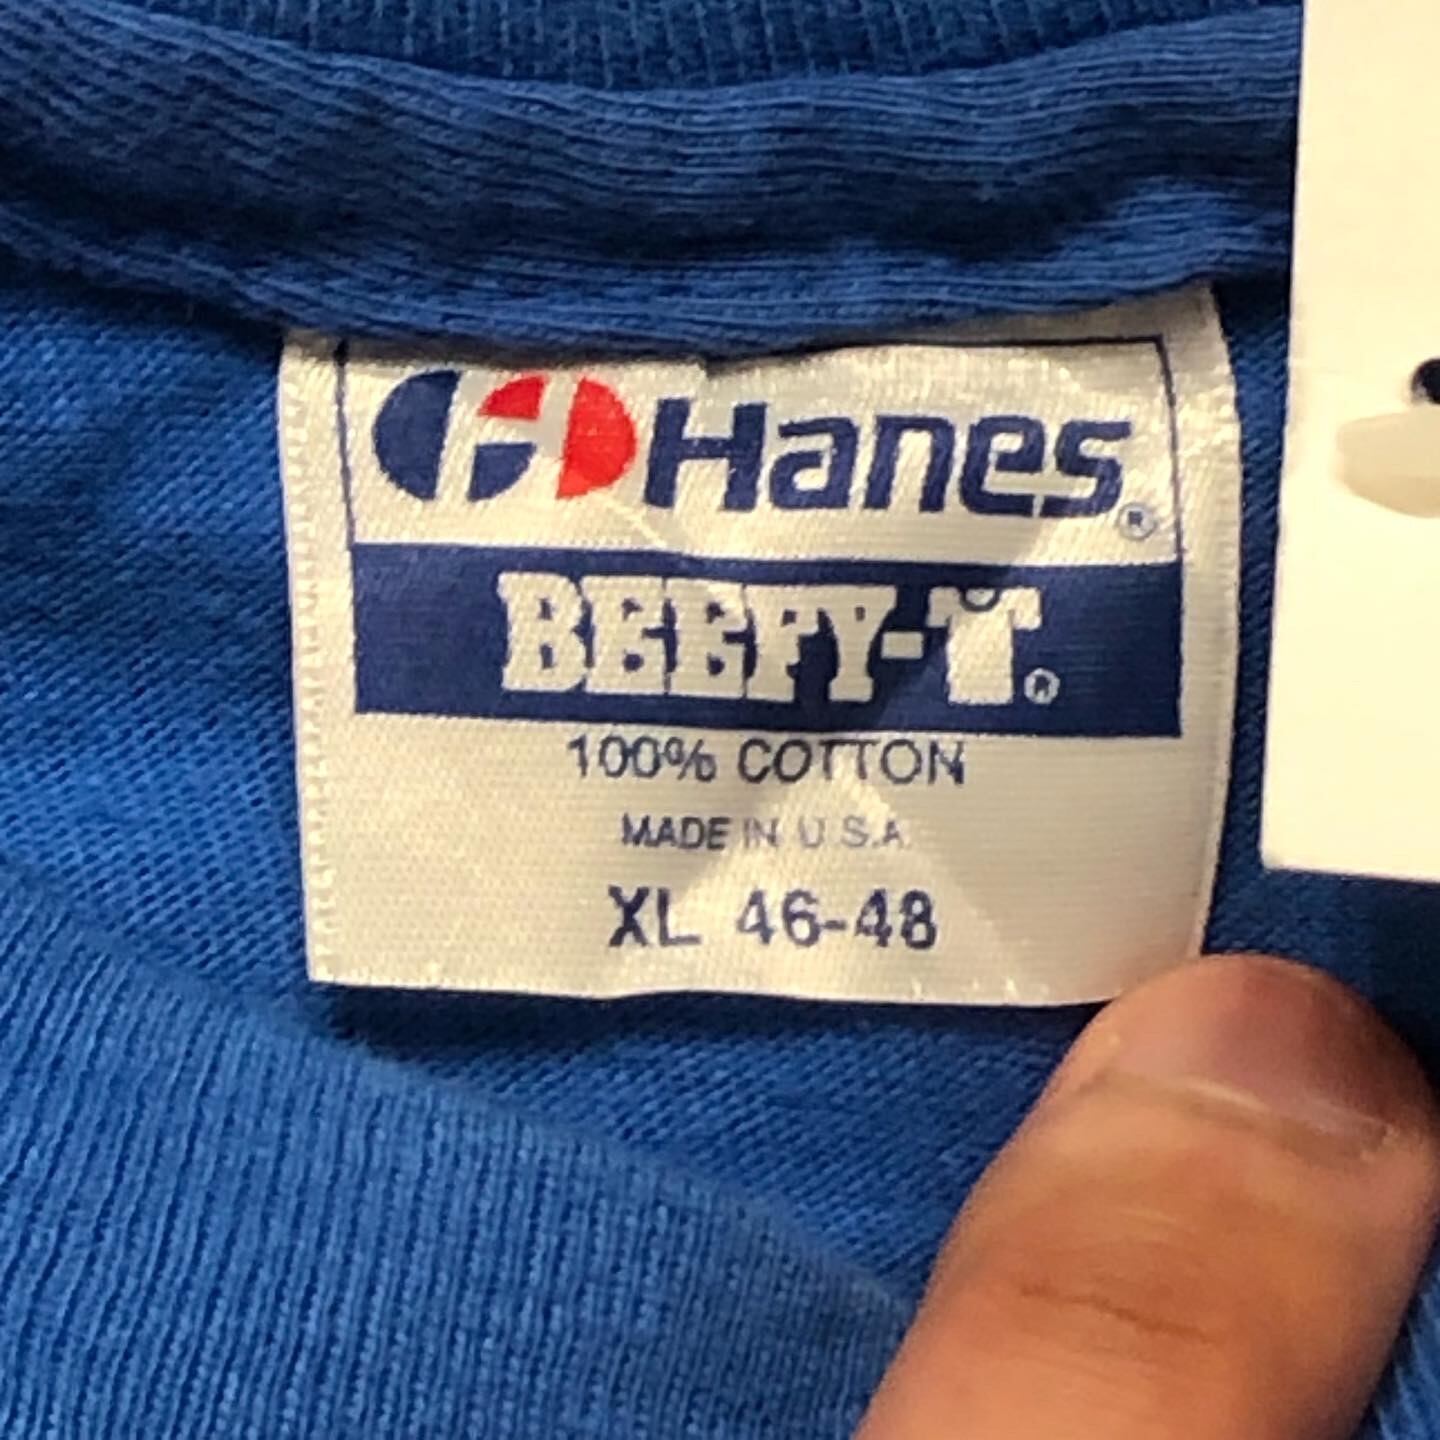 Hanes®
BEEFY-T®
100% COTTON
MADE IN U.S.A.
XL 46-48